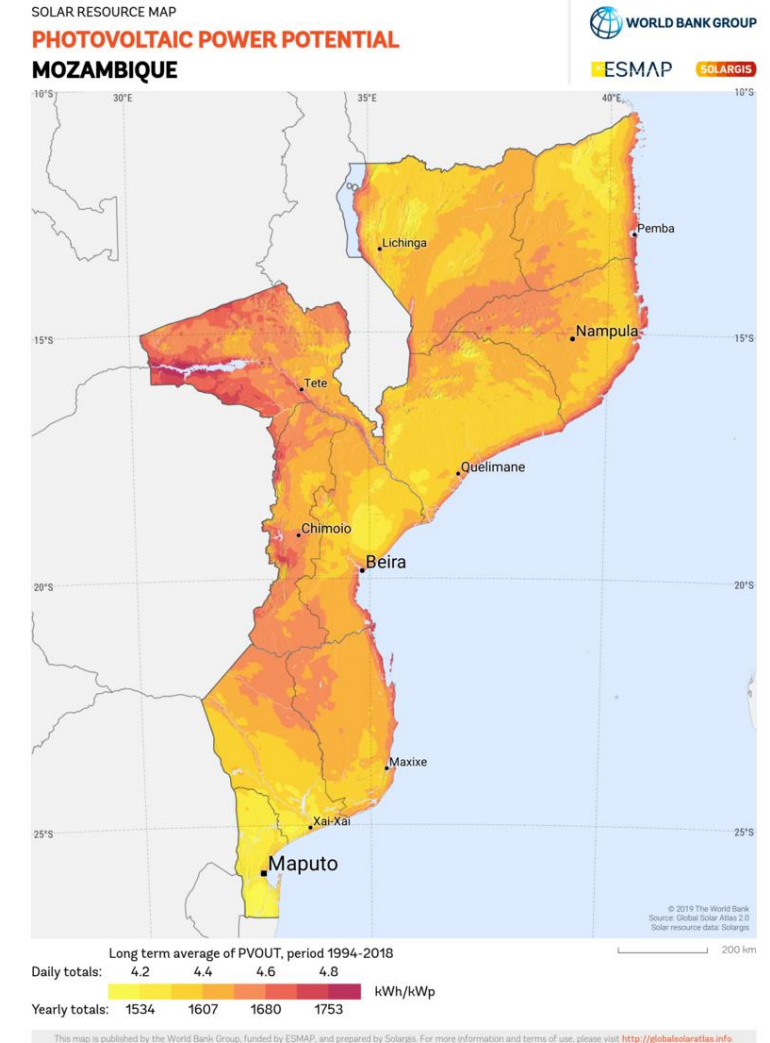 SOLAR RESOURCE MAP
PHOTOVOLTAIC POWER POTENTIAL
MOZAMBIQUE
WORLD BANK GROUP
ESMAP
SOLARGIS
10°S
30°E
35°E
40°E
10°S
Pemba
Lichinga
Nampula
15°S
15°S
Tete
Quelimane
Chimoio
Beira
20°S
20°S
Maxixe
Xai-Xai
25°S
25°S
Maputo
© 2019 The World Bank
Source: Global Solar Atlas 2.0
Solar resource data: Solargis
200 km
Long term average of PVOUT, period 1994-2018
Daily totals: 4.2 4.4 4.6 4.8
kWh/kWp
Yearly totals: 1534 1607 1680 1753
This map is published by the World Bank Group, funded by ESMAP, and prepared by Solargis. For more information and terms of use, please visit http://globalsolaratlas.info